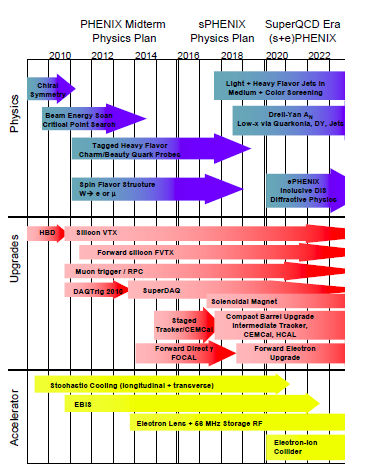 PHENIX Midterm
Physics Plan
sPHENIX
Physics Plan
SuperQCD Era
(s+e)PHENIX
2010
2012
2014
2016
2018
2020
2022
Physics
Chiral
Symmetry
Beam Energy Scan
Critical Point Search
Tagged Heavy Flavor
Charm/Beauty Quark Probes
Spin Flavor Structure
W→ e or μ
Light + Heavy Flavor Jets in
Medium + Color Screening
Drell-Yan AN
Low-x via Quarkonia, DY, Jets
ePHENIX
Inclusive DIS
Diffractive Physics
Upgrades
HBD
Silicon VTX
Forward silicon FVTX
Muon trigger / RPC
DAQTrig 2010
SuperDAQ
Solenoidal Magnet
Staged
Tracker/CEMCal
Compact Barrel Upgrade
Intermediate Tracker,
CEMCal, HCAL
Forward Direct γ
FOCAL
Forward Electron
Upgrade
Accelerator
Stochastic Cooling (longitudinal + transverse)
EBIS
Electron Lens + 56 MHz Storage RF
Electron-Ion
Collider